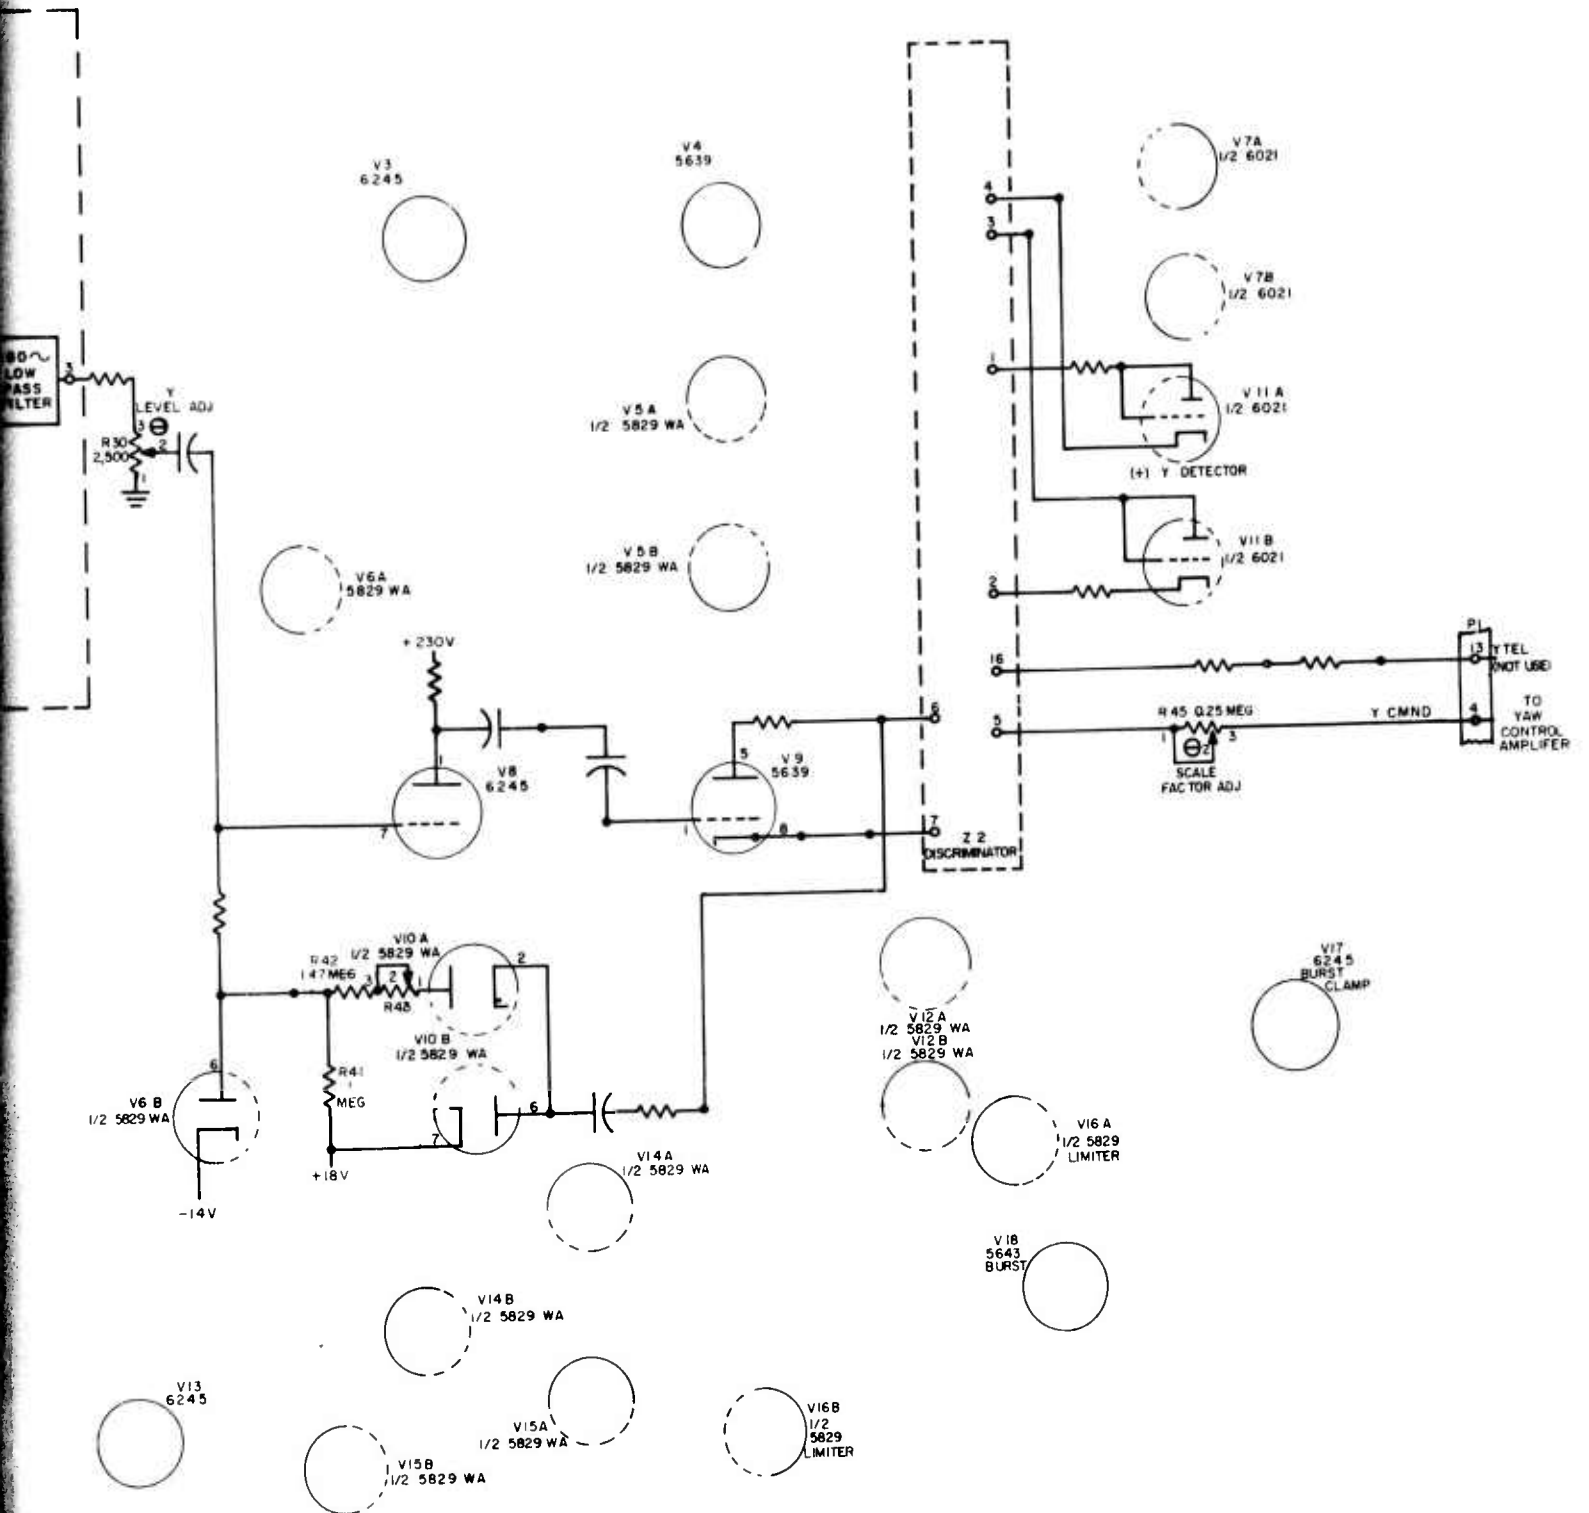 V3
6245
V4
5639
V7A
1/2 6021
V7B
1/2 6021
4
3
1
LOW
PASS
3
Y
LEVEL ADJ
3
R30
2,500
2
1
V5A
1/2 5829 WA
V11A
1/2 6021
(+) Y DETECTOR
V5B
1/2 5829 WA
V11B
1/2 6021
2
V6A
5829 WA
+230V
P1
13
Y TEL
(NOT USE)
16
6
5
R45 0.25 MEG
1
2
3
SCALE
FACTOR ADJ
Y CMND
4
TO
YAW
CONTROL
AMPLIFER
1
V8
6245
7
5
V9
5639
1
8
7
Z2
DISCRIMINATOR
V10A
1/2 5829 WA
R42
1.47 MEG
3
2
1
R43
2
V10B
1/2 5829 WA
6
7
R41
1
MEG
+18V
6
V6B
1/2 5829 WA
-14V
V12A
1/2 5829 WA
V12B
1/2 5829 WA
V17
6245
BURST
CLAMP
V16A
1/2 5829
LIMITER
V14A
1/2 5829 WA
V18
5643
BURST
V14B
1/2 5829 WA
V13
6245
V15A
1/2 5829 WA
V15B
1/2 5829 WA
V16B
1/2
5829
LIMITER